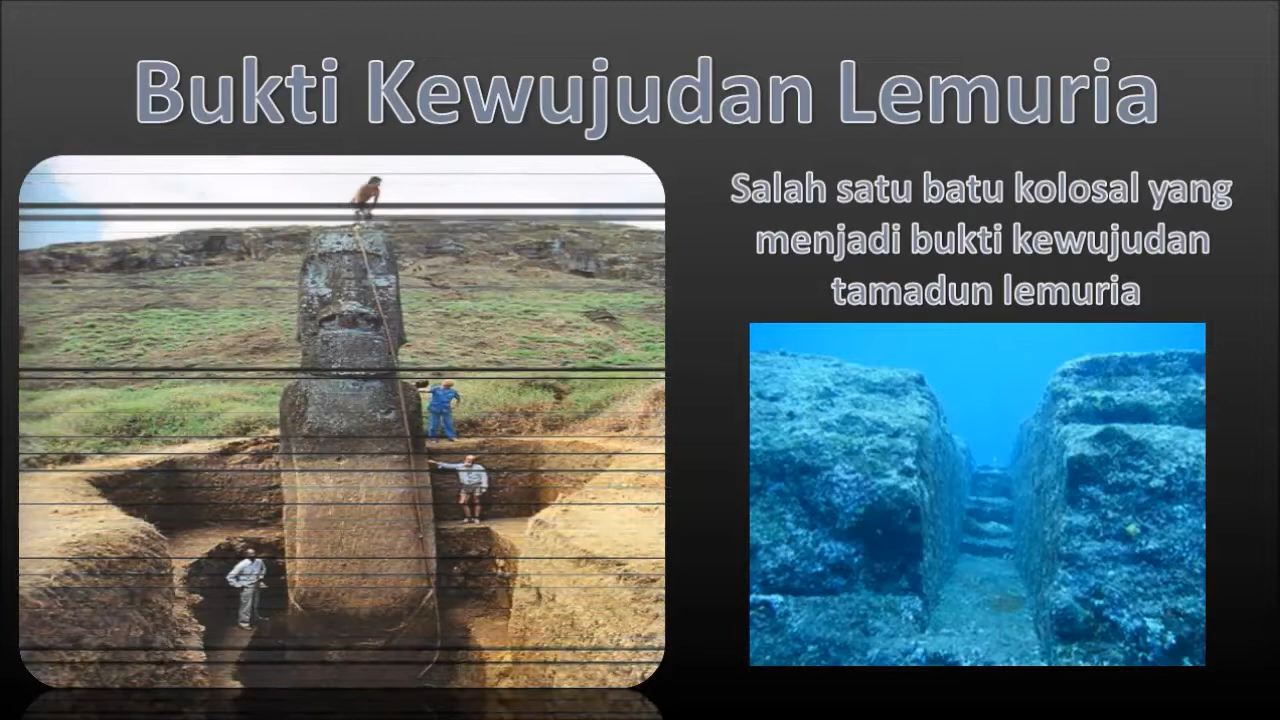 Bukti Kewujudan Lemuria
Salah satu batu kolosal yang
menjadi bukti kewujudan
tamadun lemuria